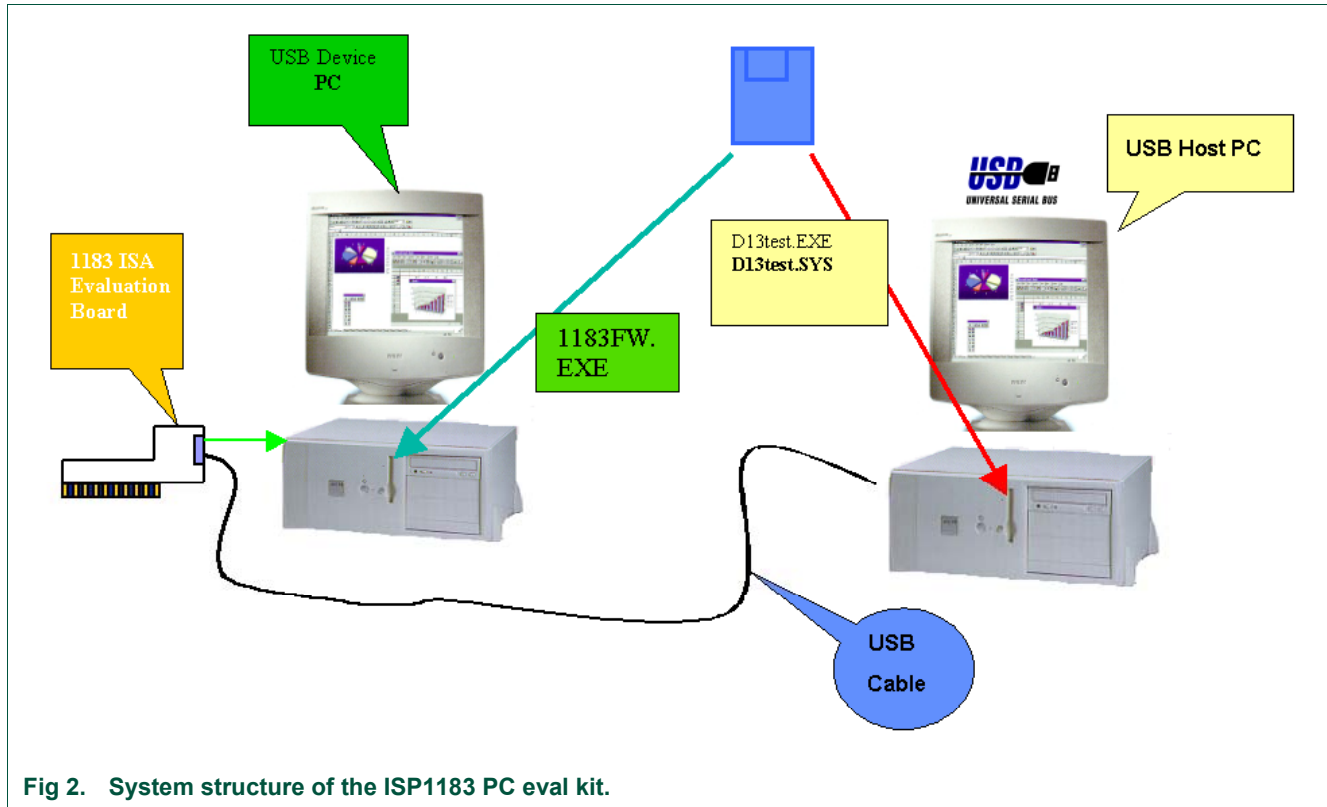 USB Device
PC
USB Host PC
USB
UNIVERSAL SERIAL BUS
D13test.EXE
D13test.SYS
1183 ISA
Evaluation
Board
1183FW.
EXE
USB
Cable
Fig 2. System structure of the ISP1183 PC eval kit.